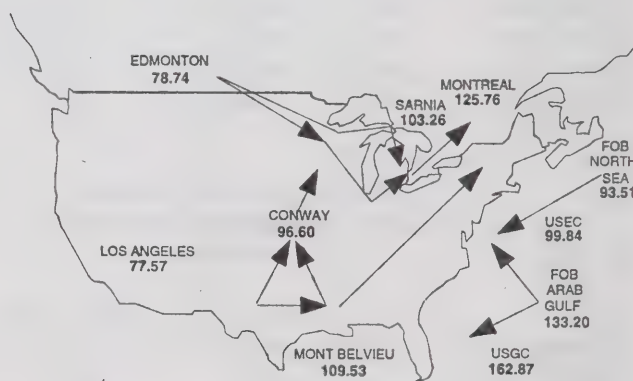 EDMONTON
78.74
MONTREAL
125.76
SARNIA
103.26
FOB
NORTH
SEA
93.51
CONWAY
96.60
USEC
99.84
LOS ANGELES
77.57
FOB
ARAB
GULF
133.20
MONT BELVIEU
109.53
USGC
162.87